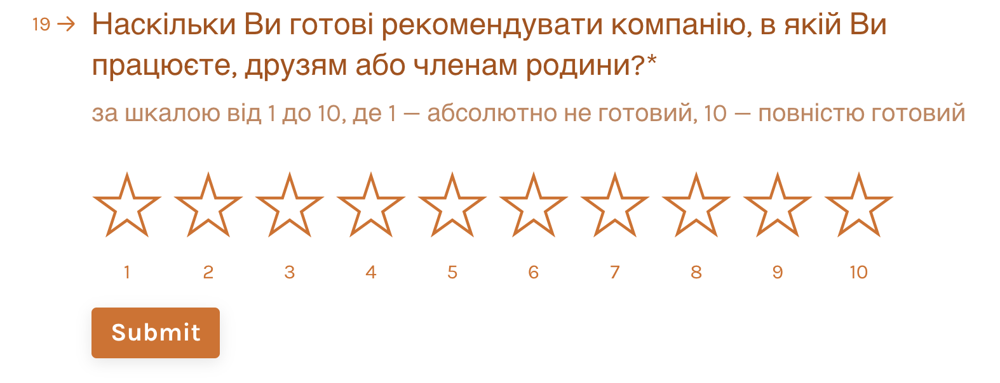 19 → Наскільки Ви готові рекомендувати компанію, в якій Ви
працюєте, друзям або членам родини?*
за шкалою від 1 до 10, де 1 — абсолютно не готовий, 10 — повністю готовий
1 2 3 4 5 6 7 8 9 10
Submit